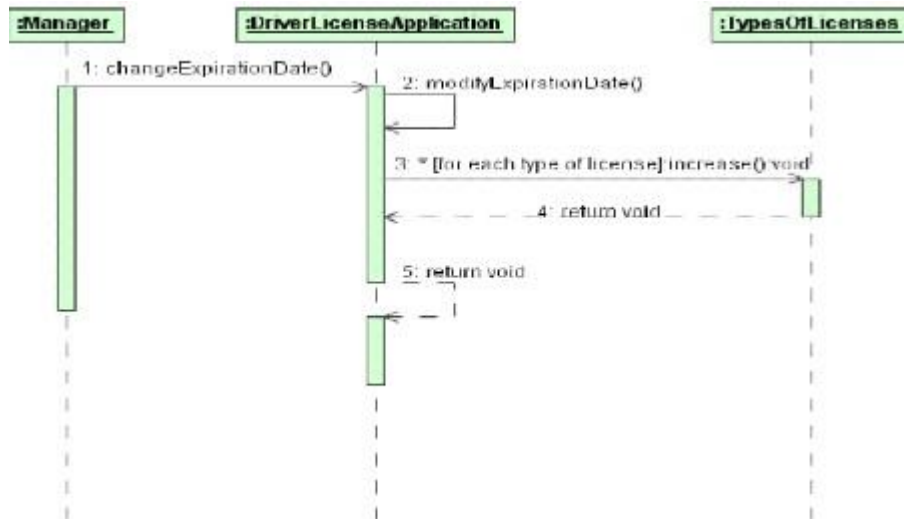 :Manager
:DriverLicenseApplication
:TypesOfLicenses
1: changeExpirationDate()
2: modifyExpirationDate()
3: * [for each type of license] increase():void
4: return void
5: return void